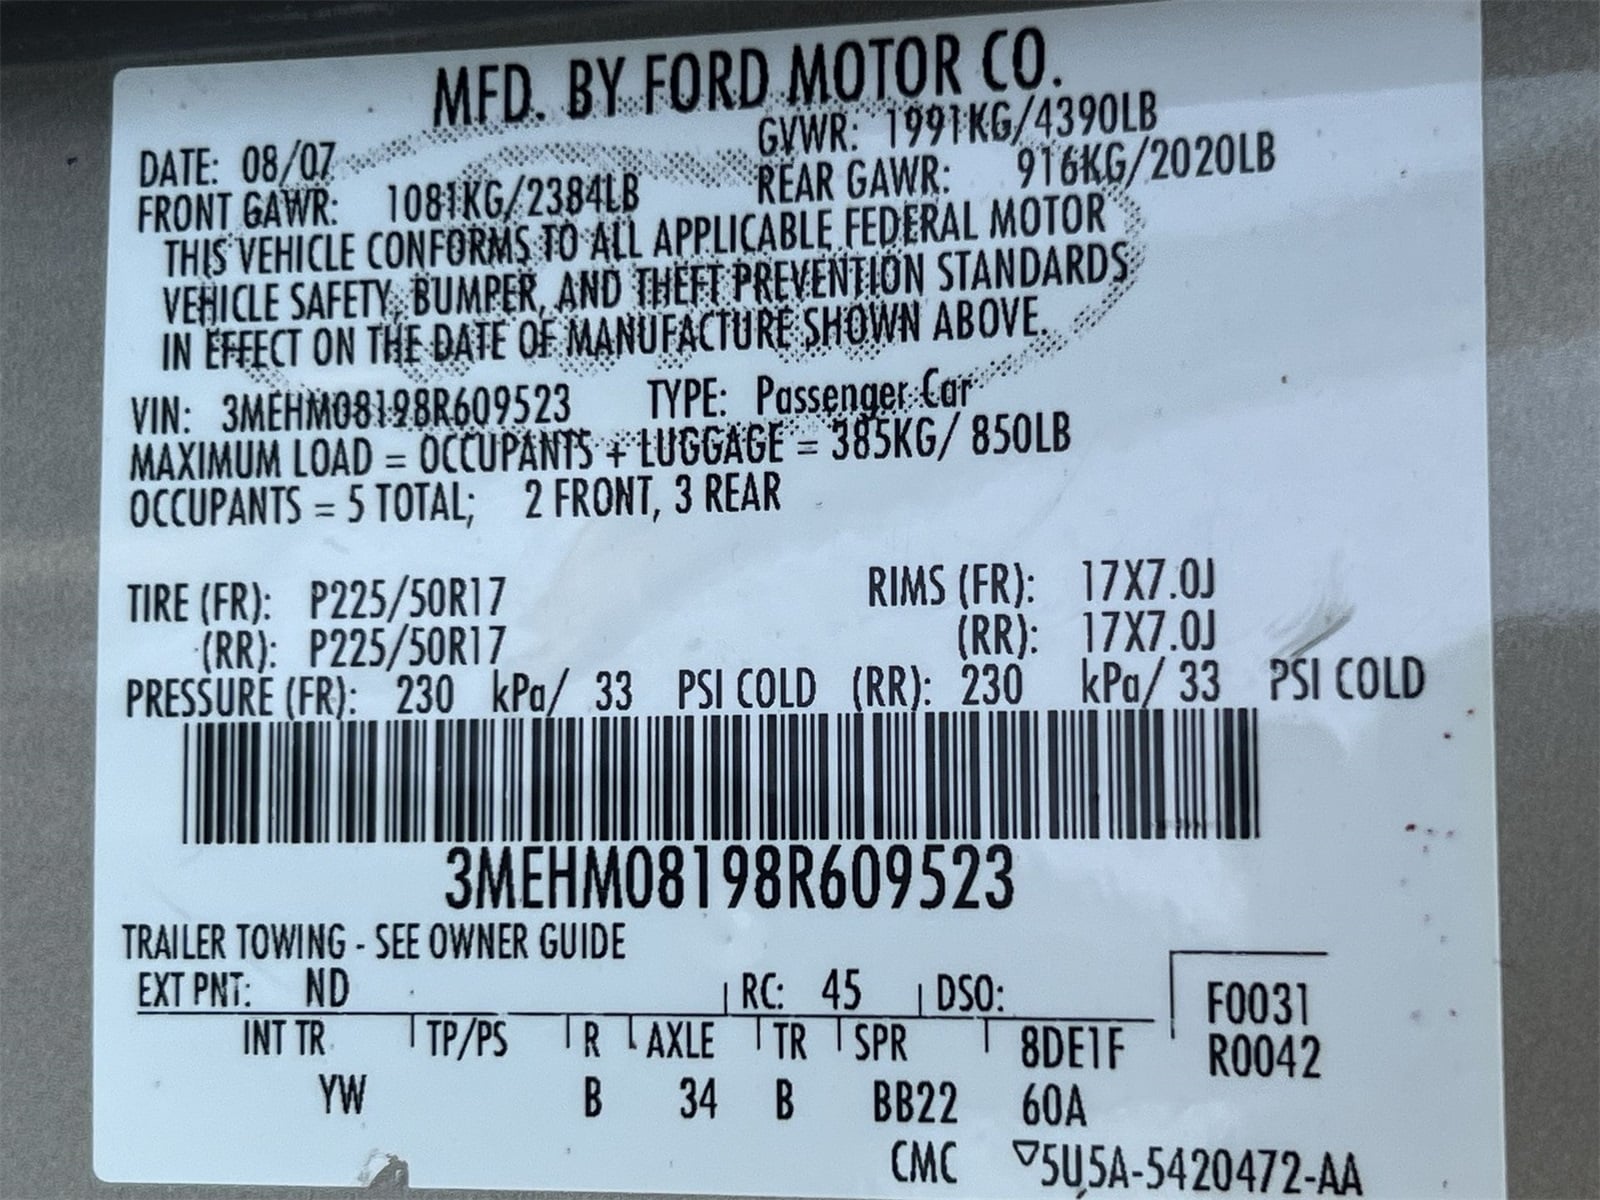 MFD. BY FORD MOTOR CO.
DATE: 08/07 GVWR: 1991KG/4390LB
FRONT GAWR: 1081KG/2384LB REAR GAWR: 916KG/2020LB
THIS VEHICLE CONFORMS TO ALL APPLICABLE FEDERAL MOTOR
VEHICLE SAFETY, BUMPER, AND THEFT PREVENTION STANDARDS
IN EFFECT ON THE DATE OF MANUFACTURE SHOWN ABOVE.
VIN: 3MEHM08198R609523 TYPE: Passenger Car
MAXIMUM LOAD = OCCUPANTS + LUGGAGE = 385KG/ 850LB
OCCUPANTS = 5 TOTAL; 2 FRONT, 3 REAR
TIRE (FR): P225/50R17 RIMS (FR): 17X7.0J
(RR): P225/50R17 (RR): 17X7.0J
PRESSURE (FR): 230 kPa/ 33 PSI COLD (RR): 230 kPa/ 33 PSI COLD
3MEHM08198R609523
TRAILER TOWING - SEE OWNER GUIDE
EXT PNT: ND RC: 45 DSO: F0031
INT TR TP/PS R AXLE TR SPR 8DE1F R0042
YW B 34 B BB22 60A
CMC ▽5U5A-5420472-AA